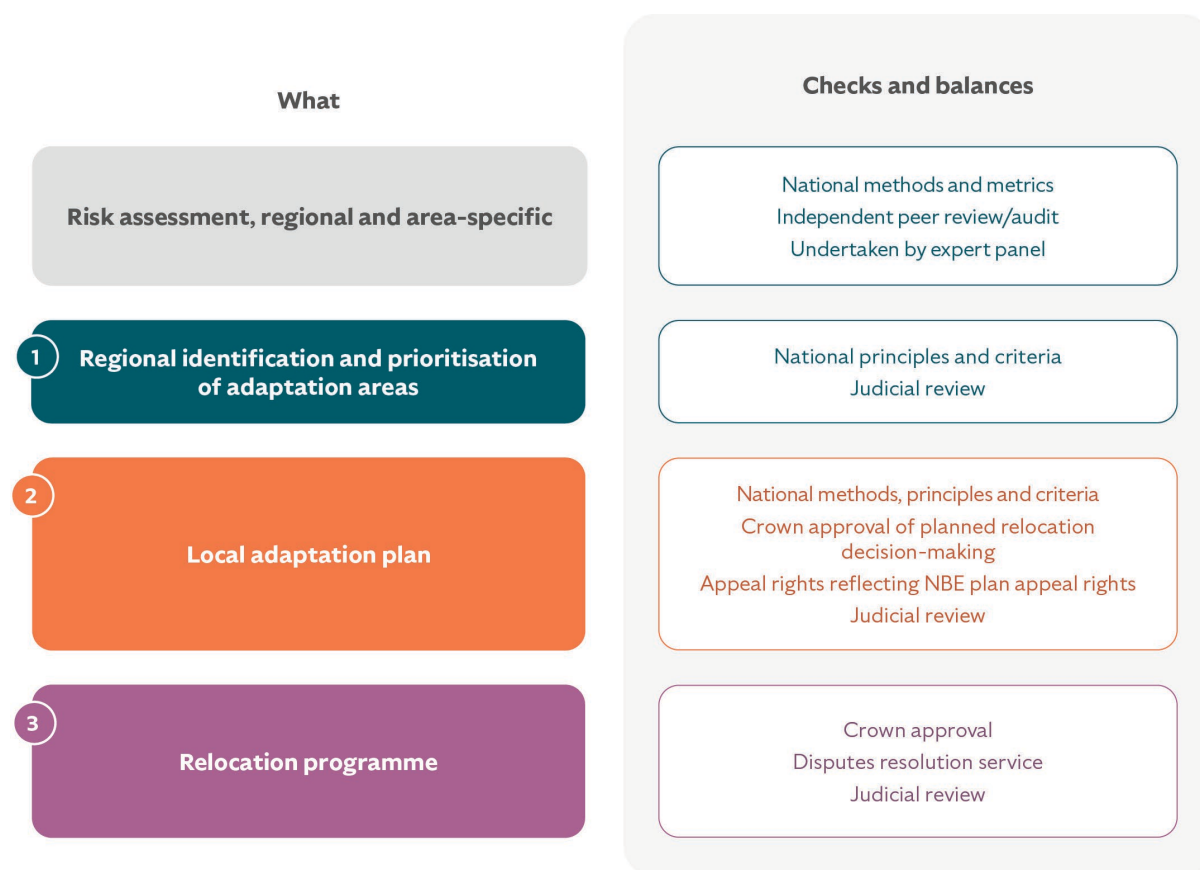 What
Checks and balances
Risk assessment, regional and area-specific
National methods and metrics
Independent peer review/audit
Undertaken by expert panel
1
Regional identification and prioritisation
of adaptation areas
National principles and criteria
Judicial review
2
Local adaptation plan
National methods, principles and criteria
Crown approval of planned relocation
decision-making
Appeal rights reflecting NBE plan appeal rights
Judicial review
3
Relocation programme
Crown approval
Disputes resolution service
Judicial review